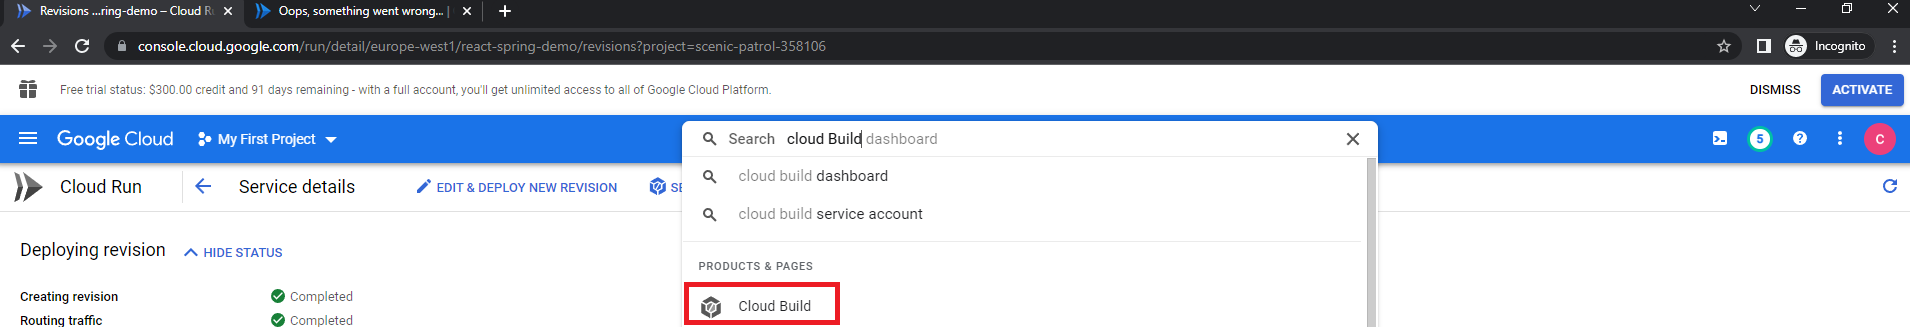 Revisions ...ring-demo – Cloud Ru
Oops, something went wrong... |
console.cloud.google.com/run/detail/europe-west1/react-spring-demo/revisions?project=scenic-patrol-358106
Incognito
Free trial status: $300.00 credit and 91 days remaining - with a full account, you'll get unlimited access to all of Google Cloud Platform.
DISMISS
ACTIVATE
Google Cloud
My First Project
Search cloud Build dashboard
5
C
Cloud Run
Service details
EDIT & DEPLOY NEW REVISION
SE
cloud build dashboard
cloud build service account
Deploying revision
HIDE STATUS
PRODUCTS & PAGES
Creating revision
Completed
Cloud Build
Routing traffic
Completed